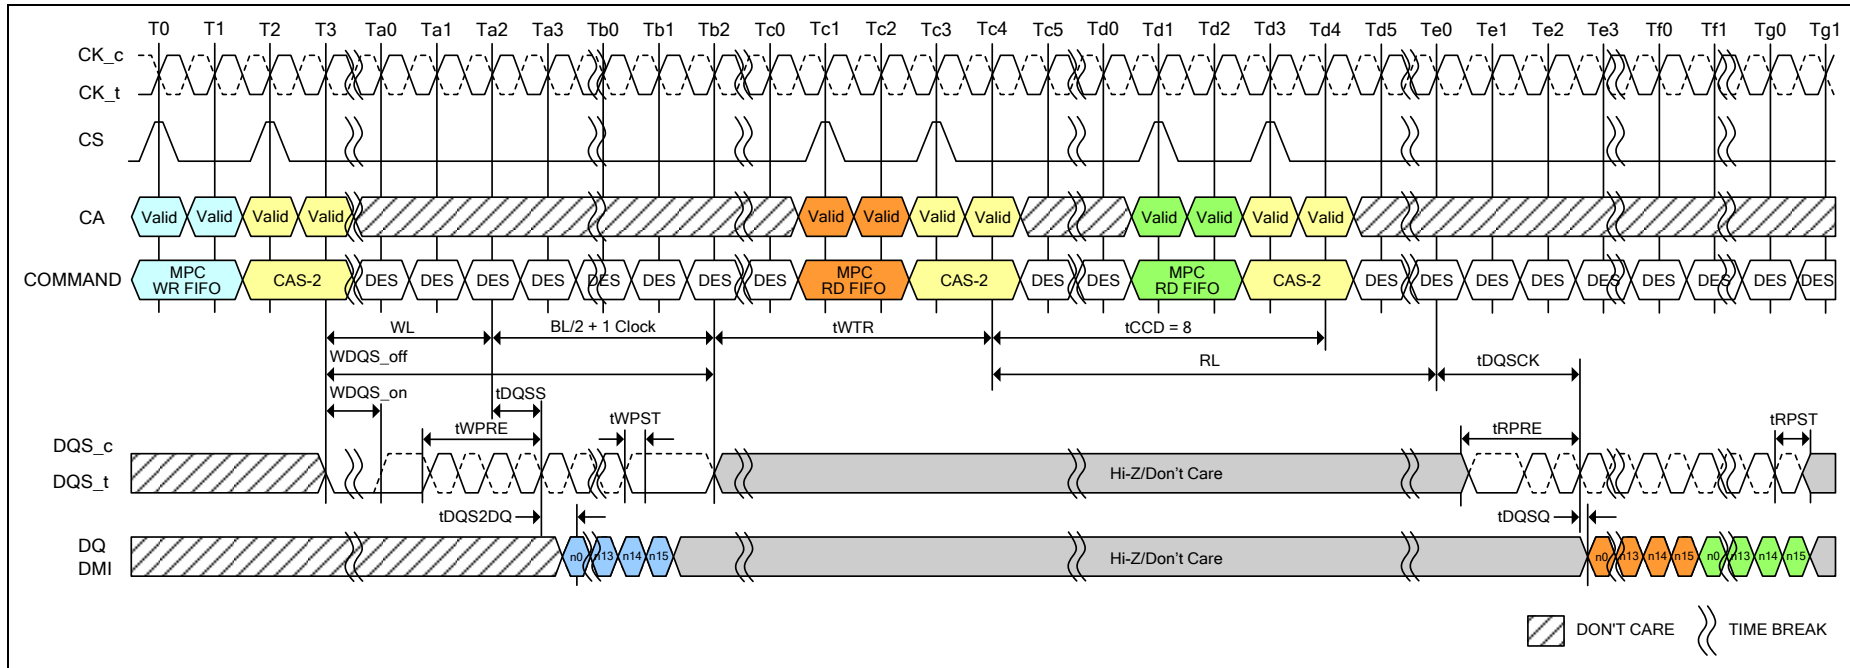 T0 T1 T2 T3 Ta0 Ta1 Ta2 Ta3 Tb0 Tb1 Tb2 Tc0 Tc1 Tc2 Tc3 Tc4 Tc5 Td0 Td1 Td2 Td3 Td4 Td5 Te0 Te1 Te2 Te3 Tf0 Tf1 Tg0 Tg1
CK_c
CK_t
CS
CA Valid Valid Valid Valid Valid Valid Valid Valid Valid Valid Valid Valid
COMMAND MPC WR FIFO CAS-2 DES DES DES DES DES DES DES DES MPC RD FIFO CAS-2 DES DES MPC RD FIFO CAS-2 DES DES DES DES DES DES DES DES DES
WL BL/2 + 1 Clock tWTR tCCD = 8
WDQS_off RL tDQSCK
WDQS_on tDQSS
tWPRE tWPST tRPRE tRPST
DQS_c
DQS_t Hi-Z/Don't Care
tDQS2DQ tDQSQ
DQ
DMI n0 n13 n14 n15 Hi-Z/Don't Care n0 n13 n14 n15 n0 n13 n14 n15
DON'T CARE TIME BREAK